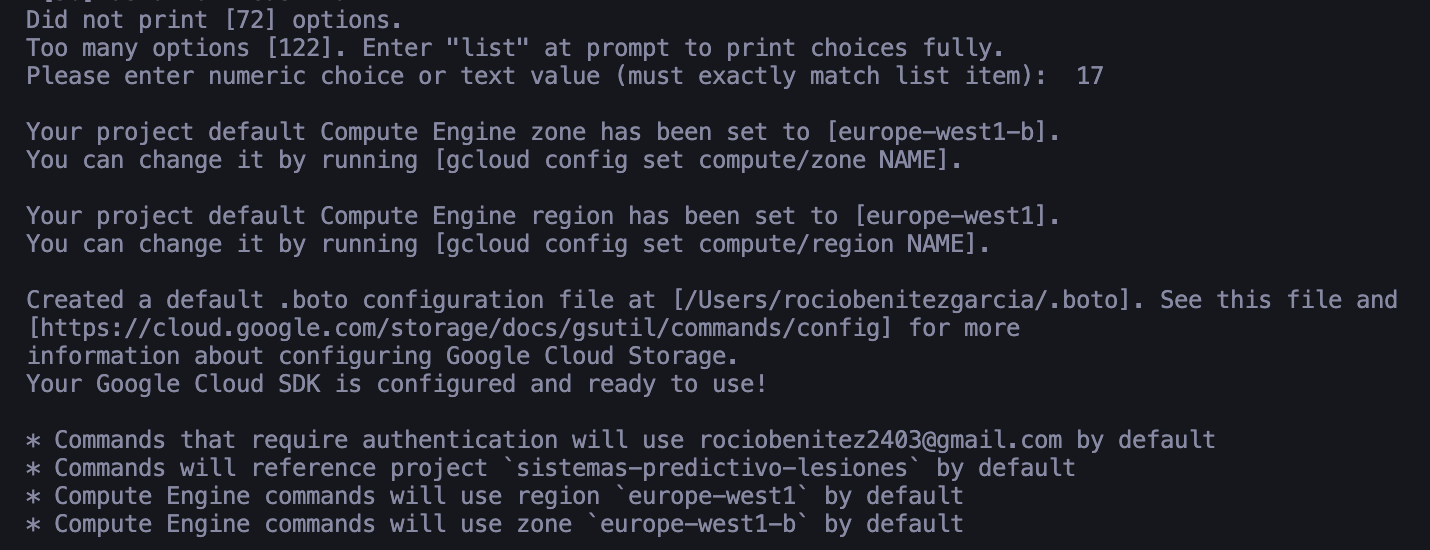 Did not print [72] options.
Too many options [122]. Enter "list" at prompt to print choices fully.
Please enter numeric choice or text value (must exactly match list item):  17
Your project default Compute Engine zone has been set to [europe-west1-b].
You can change it by running [gcloud config set compute/zone NAME].
Your project default Compute Engine region has been set to [europe-west1].
You can change it by running [gcloud config set compute/region NAME].
Created a default .boto configuration file at [/Users/rociobenitezgarcia/.boto]. See this file and
[https://cloud.google.com/storage/docs/gsutil/commands/config] for more
information about configuring Google Cloud Storage.
Your Google Cloud SDK is configured and ready to use!
* Commands that require authentication will use rociobenitez2403@gmail.com by default
* Commands will reference project `sistemas-predictivo-lesiones` by default
* Compute Engine commands will use region `europe-west1` by default
* Compute Engine commands will use zone `europe-west1-b` by default